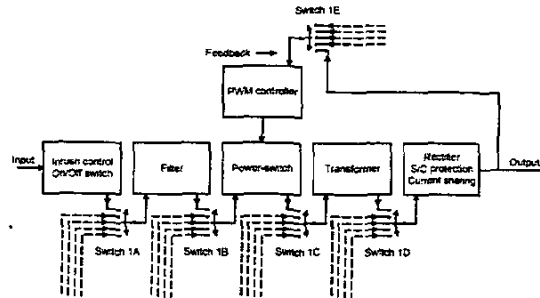 Switch 1E
Feedback
PWM controller
Input
Inrush control
On/Off switch
Filter
Power-switch
Transformer
Rectifier
S/C protection
Current sharing
Output
Switch 1A
Switch 1B
Switch 1C
Switch 1D